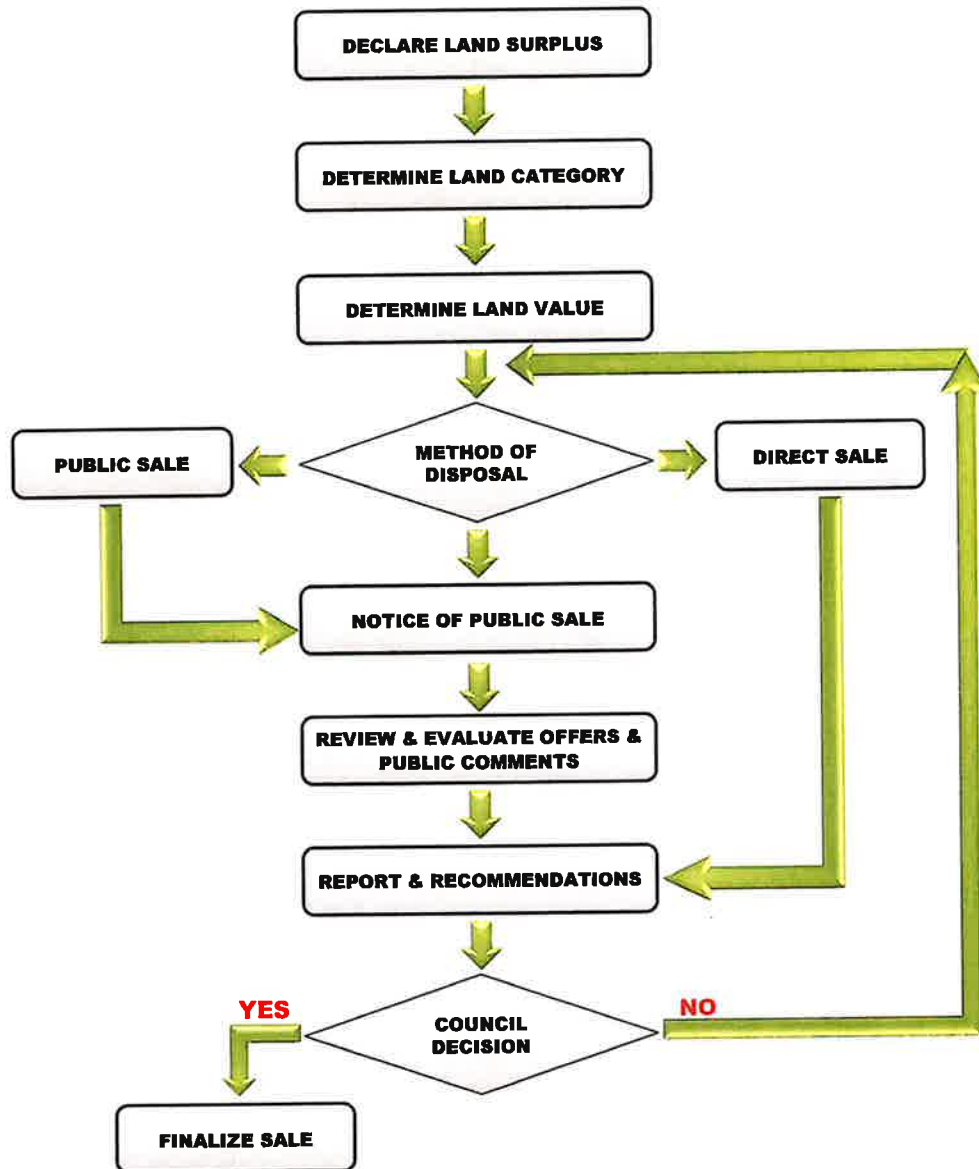 DECLARE LAND SURPLUS
DETERMINE LAND CATEGORY
DETERMINE LAND VALUE
PUBLIC SALE
METHOD OF
DISPOSAL
DIRECT SALE
NOTICE OF PUBLIC SALE
REVIEW & EVALUATE OFFERS &
PUBLIC COMMENTS
REPORT & RECOMMENDATIONS
YES
NO
COUNCIL
DECISION
FINALIZE SALE